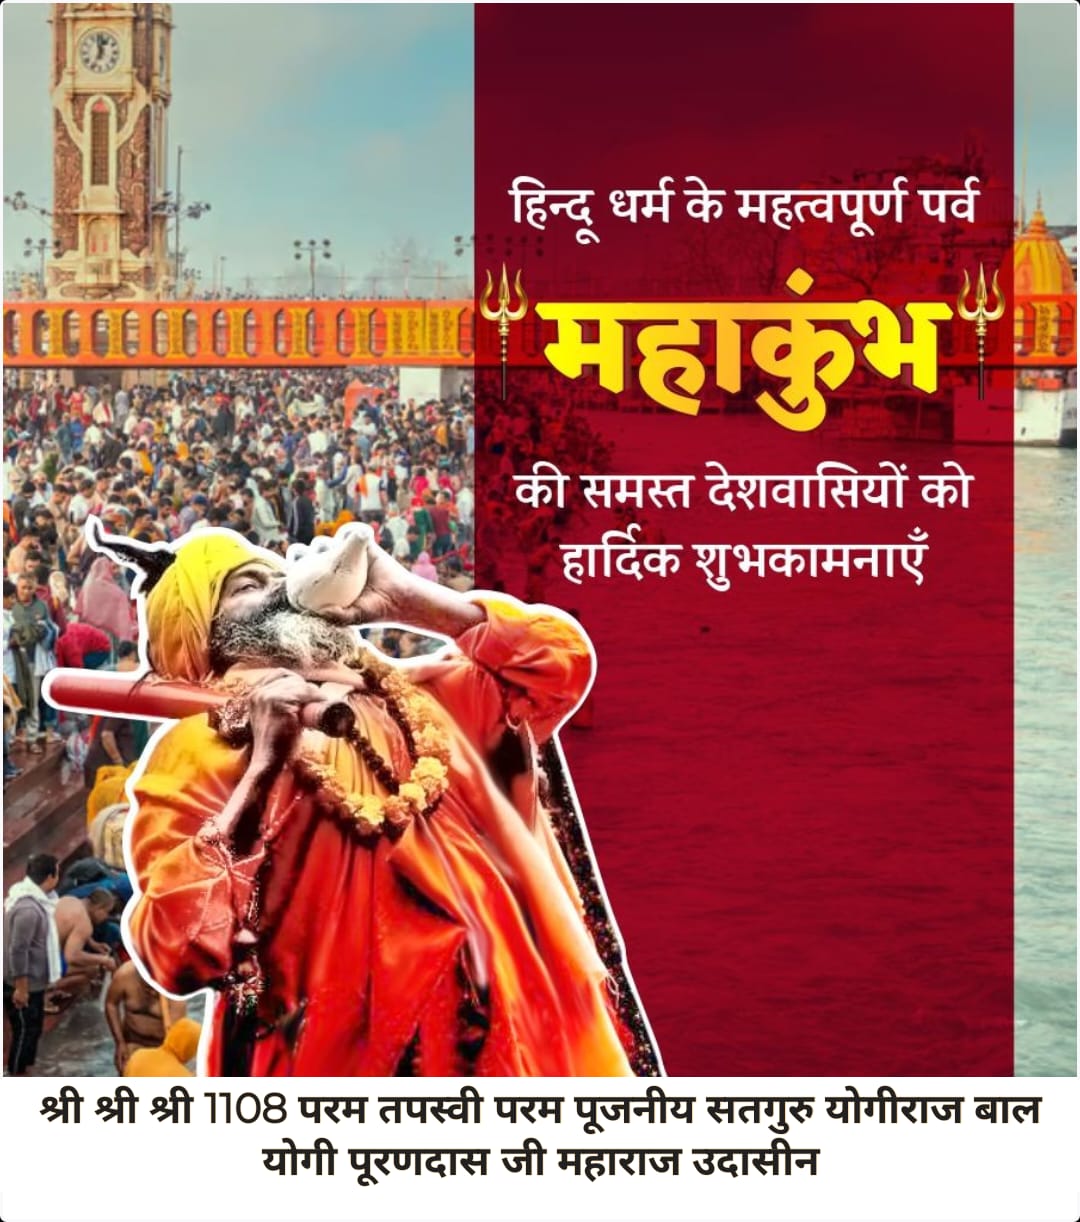 हिन्दू धर्म के महत्वपूर्ण पर्व
महाकुंभ
की समस्त देशवासियों को
हार्दिक शुभकामनाएँ
श्री श्री श्री 1108 परम तपस्वी परम पूजनीय सतगुरु योगीराज बाल
योगी पूरणदास जी महाराज उदासीन